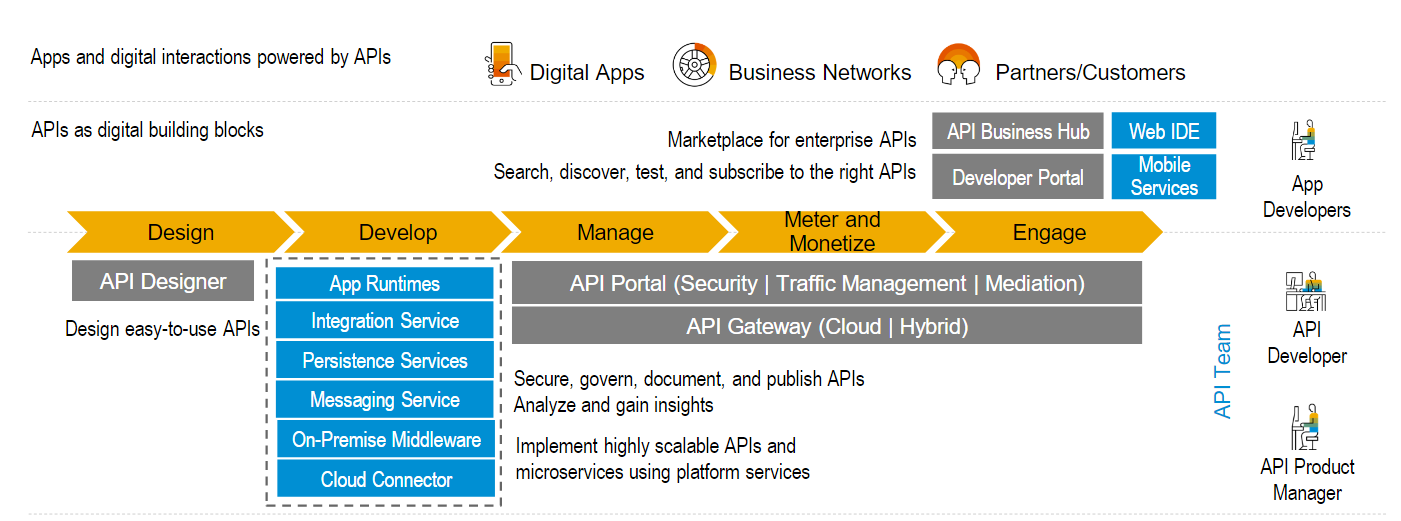 Apps and digital interactions powered by APIs
Digital Apps
Business Networks
Partners/Customers
APIs as digital building blocks
Marketplace for enterprise APIs
Search, discover, test, and subscribe to the right APIs
API Business Hub
Web IDE
Developer Portal
Mobile
Services
App
Developers
Design
Develop
Manage
Meter and
Monetize
Engage
API Designer
Design easy-to-use APIs
App Runtimes
Integration Service
Persistence Services
Messaging Service
On-Premise Middleware
Cloud Connector
API Portal (Security | Traffic Management | Mediation)
API Gateway (Cloud | Hybrid)
Secure, govern, document, and publish APIs
Analyze and gain insights
Implement highly scalable APIs and
microservices using platform services
API Team
API
Developer
API Product
Manager